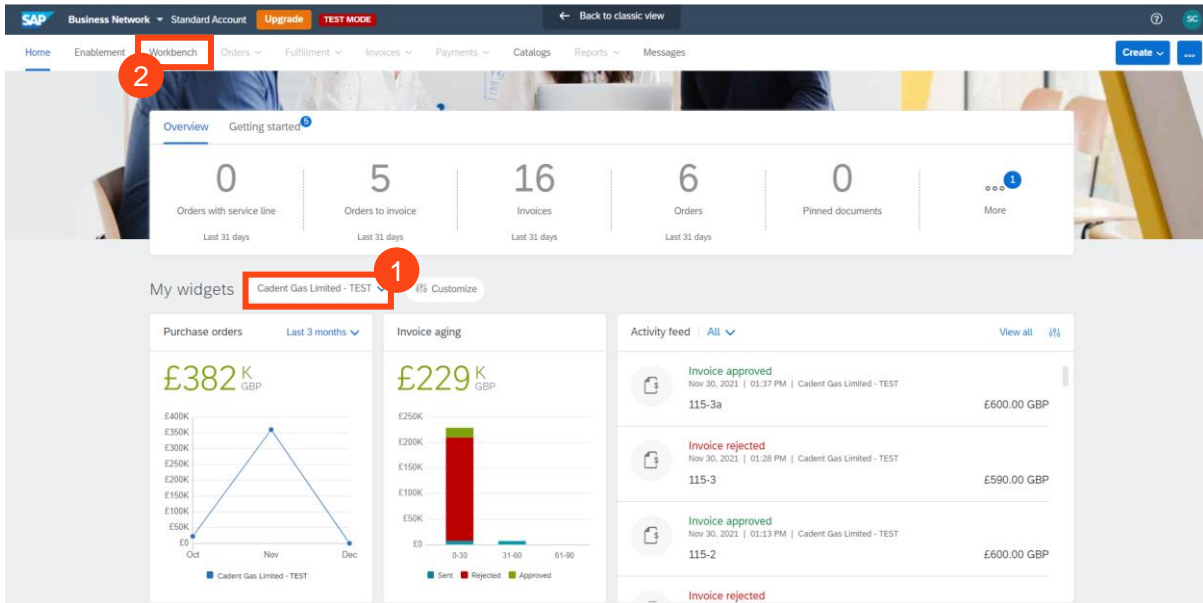 SAP Business Network Standard Account Upgrade TEST MODE ← Back to classic view ? SC
Home Enablement Workbench Orders Fulfillment Invoices Payments Catalogs Reports Messages Create
2
Overview Getting started 5
0 5 16 6 0 1
Orders with service line Orders to invoice Invoices Orders Pinned documents More
Last 31 days Last 31 days Last 31 days Last 31 days
1
My widgets Cadent Gas Limited - TEST Customize
Purchase orders Last 3 months
£382 K GBP
£400K
£350K
£300K
£250K
£200K
£150K
£100K
£50K
£0
Oct Nov Dec
Cadent Gas Limited - TEST
Invoice aging
£229 K GBP
£250K
£200K
£150K
£100K
£50K
£0
0-30 31-60 61-90
Sent Rejected Approved
Activity feed All View all
Invoice approved
Nov 30, 2021 | 01:37 PM | Cadent Gas Limited - TEST
115-3a £600.00 GBP
Invoice rejected
Nov 30, 2021 | 01:28 PM | Cadent Gas Limited - TEST
115-3 £590.00 GBP
Invoice approved
Nov 30, 2021 | 01:13 PM | Cadent Gas Limited - TEST
115-2 £600.00 GBP
Invoice rejected